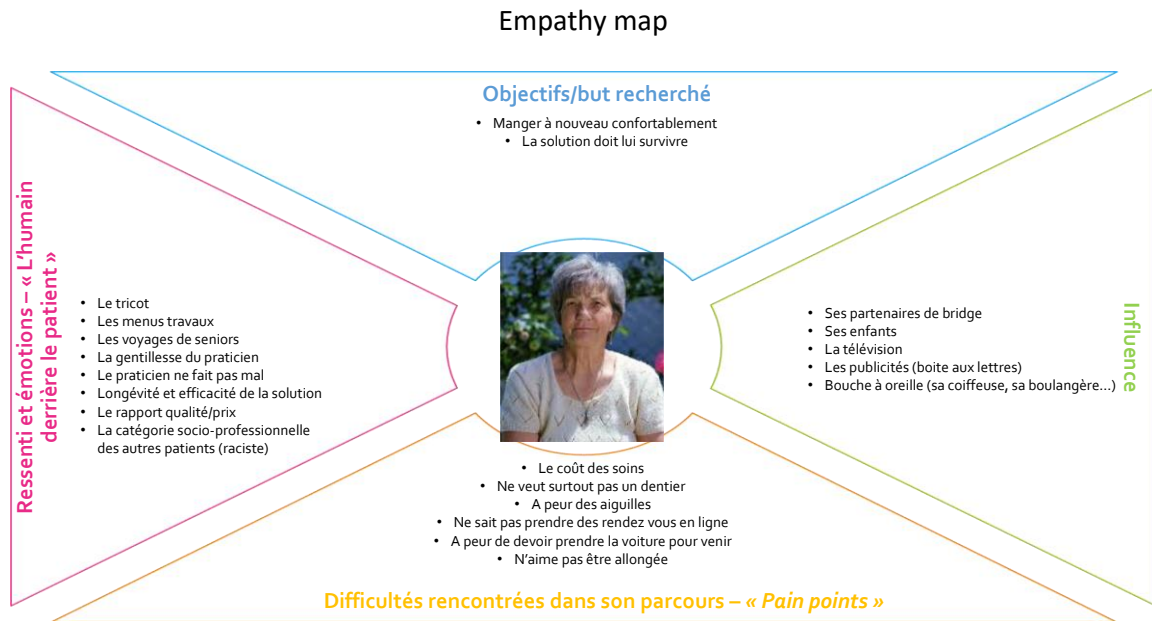 Empathy map
Objectifs/but recherché
• Manger à nouveau confortablement
• La solution doit lui survivre
Ressenti et émotions – « L'humain
derrière le patient »
• Le tricot
• Les menus travaux
• Les voyages de seniors
• La gentillesse du praticien
• Le praticien ne fait pas mal
• Longévité et efficacité de la solution
• Le rapport qualité/prix
• La catégorie socio-professionnelle
des autres patients (raciste)
• Ses partenaires de bridge
• Ses enfants
• La télévision
• Les publicités (boite aux lettres)
• Bouche à oreille (sa coiffeuse, sa boulangère…)
Influence
• Le coût des soins
• Ne veut surtout pas un dentier
• A peur des aiguilles
• Ne sait pas prendre des rendez vous en ligne
• A peur de devoir prendre la voiture pour venir
• N'aime pas être allongée
Difficultés rencontrées dans son parcours – « Pain points »